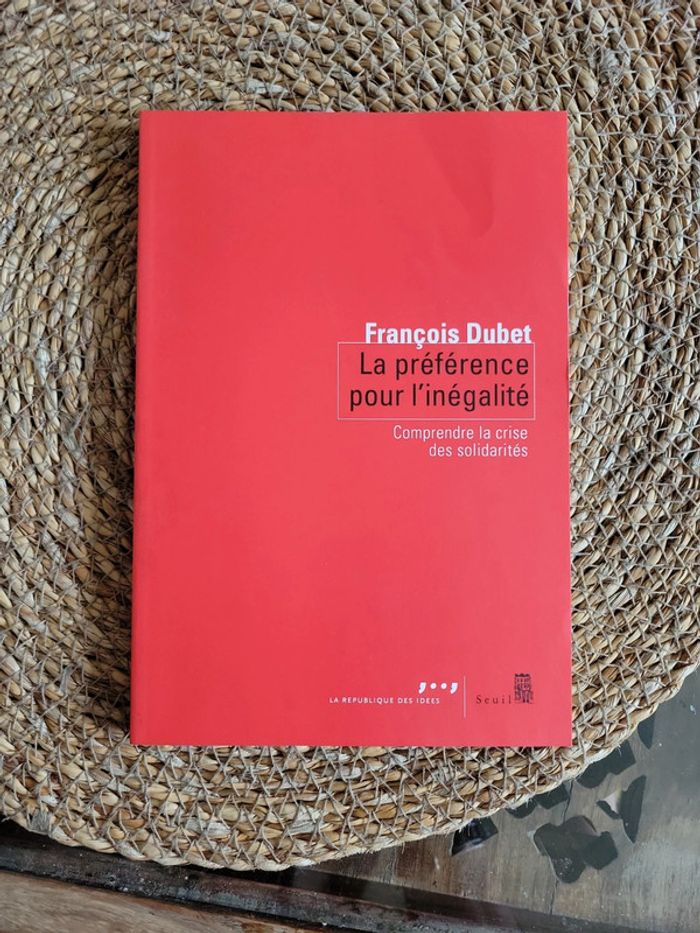 François Dubet
La préférence
pour l'inégalité
Comprendre la crise
des solidarités
LA REPUBLIQUE DES IDEES
Seuil